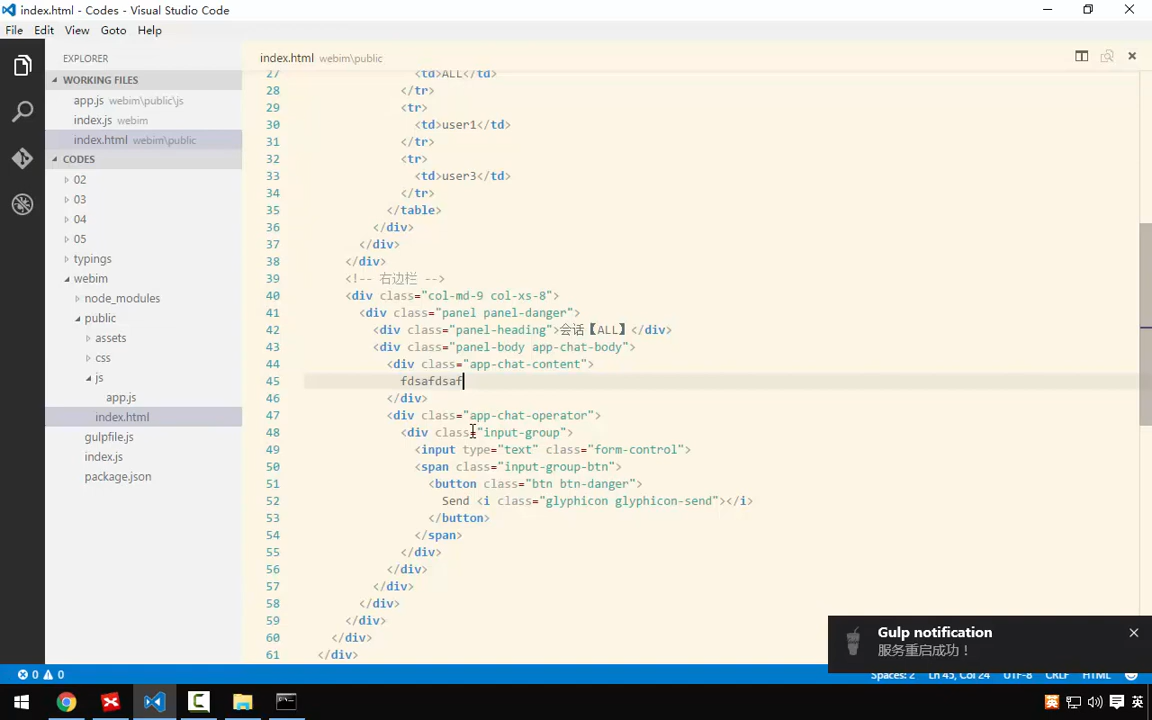 index.html - Codes - Visual Studio Code
File Edit View Goto Help
EXPLORER
WORKING FILES
app.js webim\public\js
index.js webim
index.html webim\public
CODES
02
03
04
05
typings
webim
node_modules
public
assets
css
js
app.js
index.html
gulpfile.js
index.js
package.json
index.html webim\public
27 <td>ALL</td>
28 </tr>
29 <tr>
30 <td>user1</td>
31 </tr>
32 <tr>
33 <td>user3</td>
34 </tr>
35 </table>
36 </div>
37 </div>
38 </div>
39 <!-- 右边栏 -->
40 <div class="col-md-9 col-xs-8">
41 <div class="panel panel-danger">
42 <div class="panel-heading">会话【ALL】</div>
43 <div class="panel-body app-chat-body">
44 <div class="app-chat-content">
45 fdsafdsaf
46 </div>
47 <div class="app-chat-operator">
48 <div class="input-group">
49 <input type="text" class="form-control">
50 <span class="input-group-btn">
51 <button class="btn btn-danger">
52 Send <i class="glyphicon glyphicon-send"></i>
53 </button>
54 </span>
55 </div>
56 </div>
57 </div>
58 </div>
59 </div>
60 </div>
61 </div>
Gulp notification
服务重启成功！
0 0
Spaces: 2 Ln 45, Col 24 UTF-8 CRLF HTML
英 英